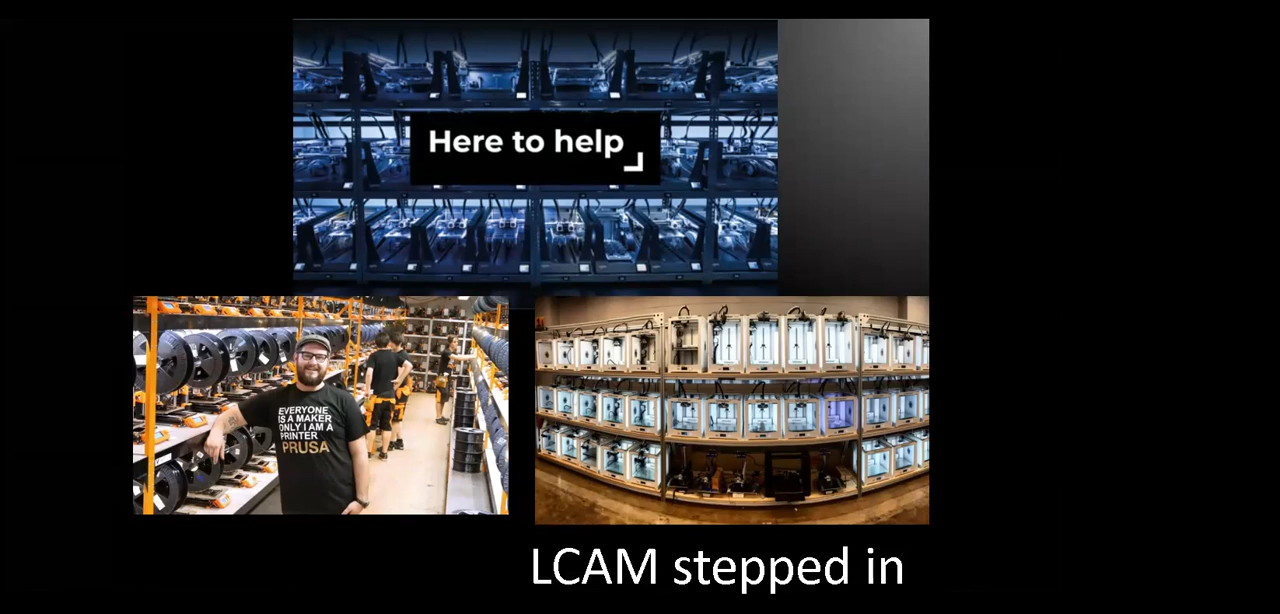 Here to help
EVERYONE
IS A MAKER
ONLY I AM A
PRINTER
PRUSA
LCAM stepped in